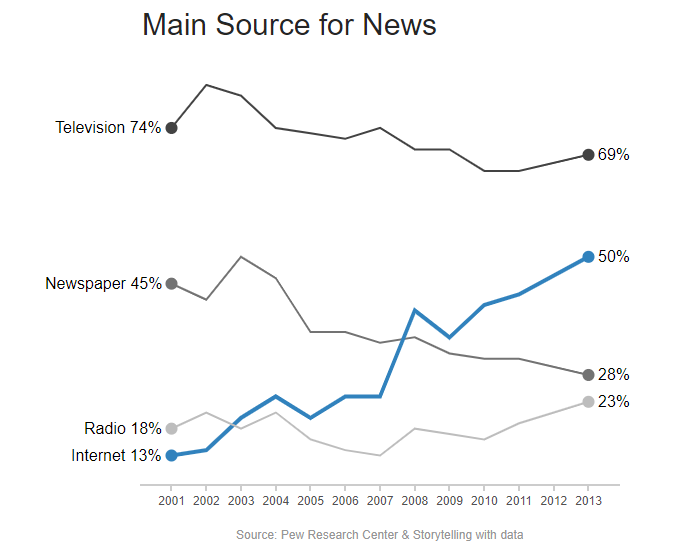 Main Source for News
Television 74%
69%
50%
Newspaper 45%
28%
23%
Radio 18%
Internet 13%
2001 2002 2003 2004 2005 2006 2007 2008 2009 2010 2011 2012 2013
Source: Pew Research Center & Storytelling with data